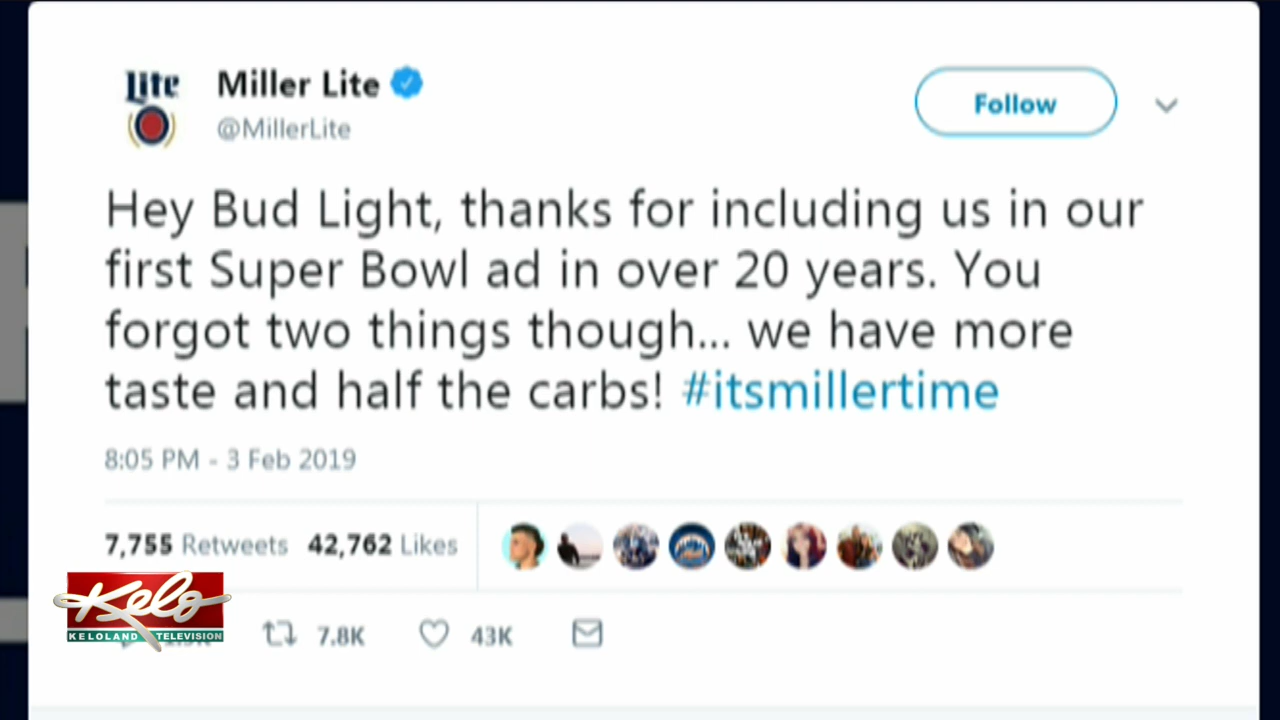 Lite
Miller Lite
@MillerLite
Follow
Hey Bud Light, thanks for including us in our
first Super Bowl ad in over 20 years. You
forgot two things though... we have more
taste and half the carbs! #itsmillertime
8:05 PM - 3 Feb 2019
7,755 Retweets 42,762 Likes
Kelo
KELOLAND TELEVISION
7.8K 43K